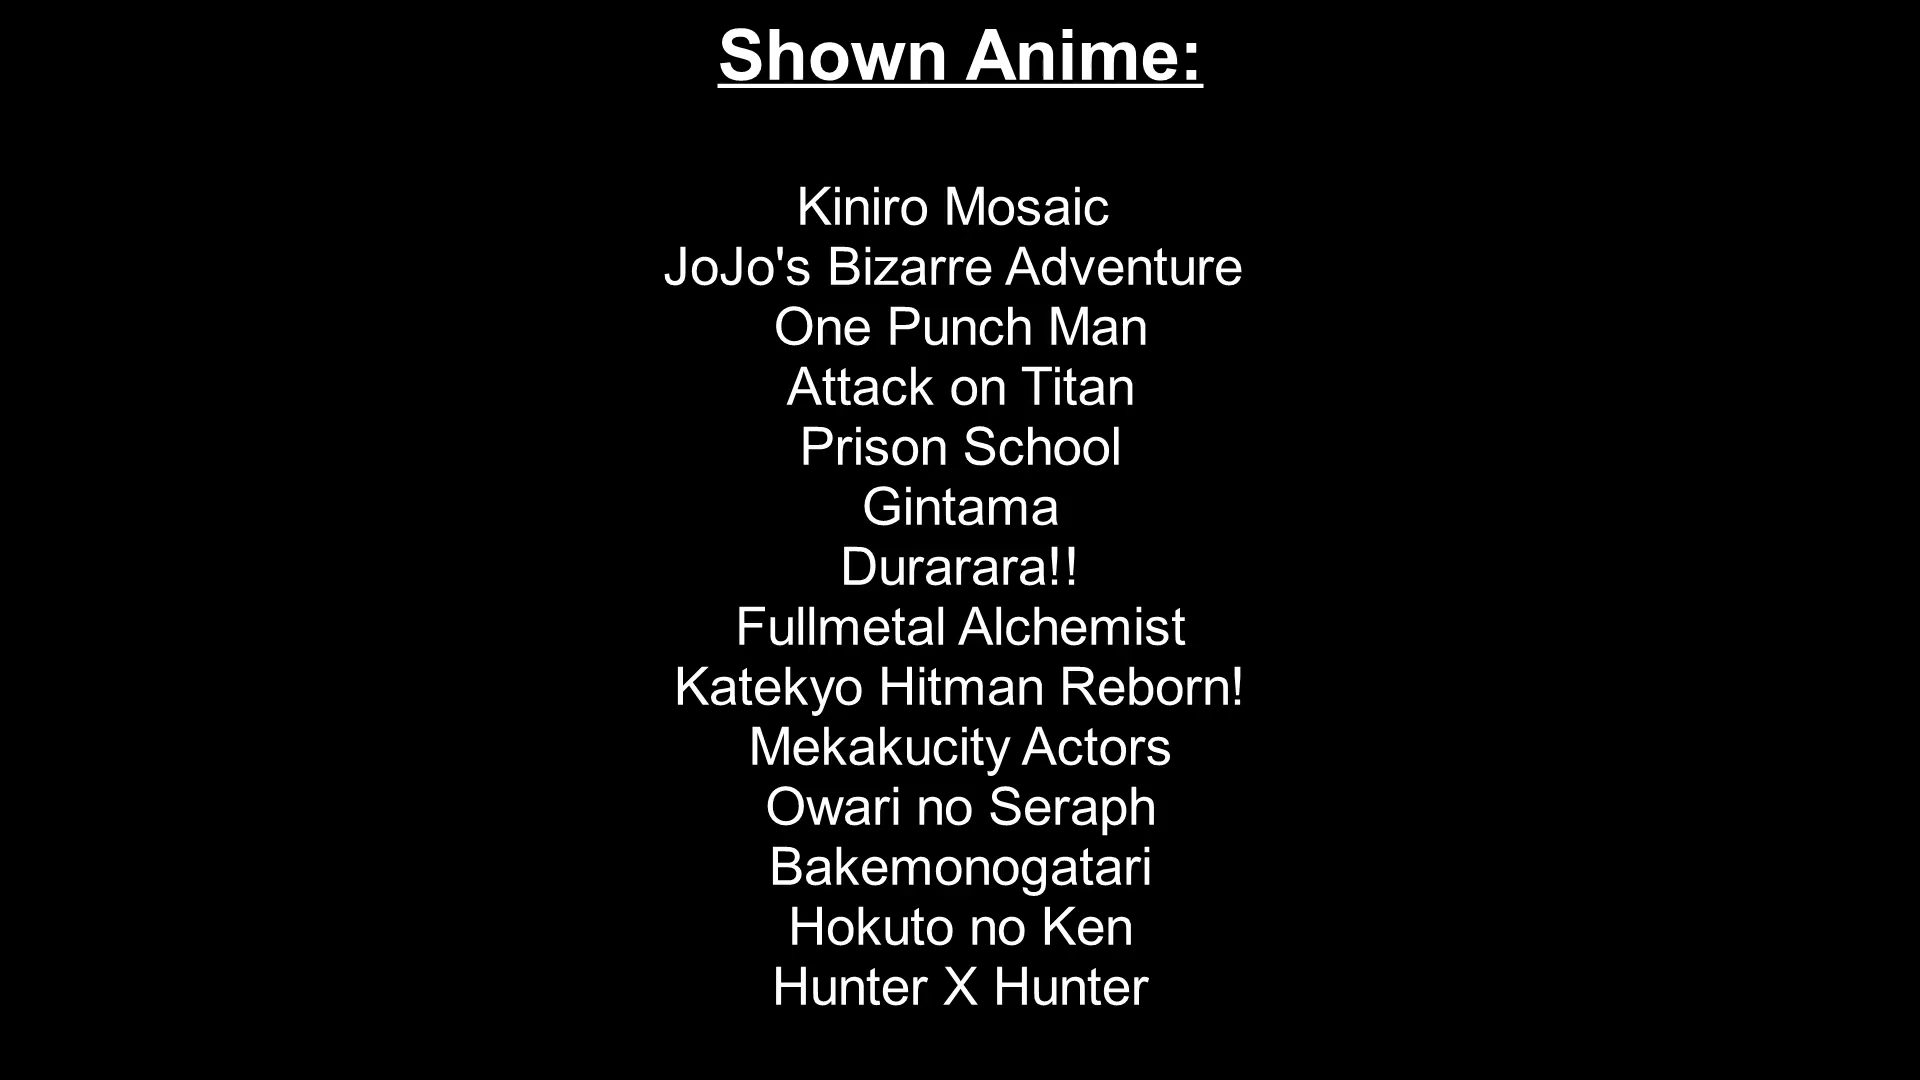 Shown Anime:
Kiniro Mosaic
JoJo's Bizarre Adventure
One Punch Man
Attack on Titan
Prison School
Gintama
Durarara!!
Fullmetal Alchemist
Katekyo Hitman Reborn!
Mekakucity Actors
Owari no Seraph
Bakemonogatari
Hokuto no Ken
Hunter X Hunter